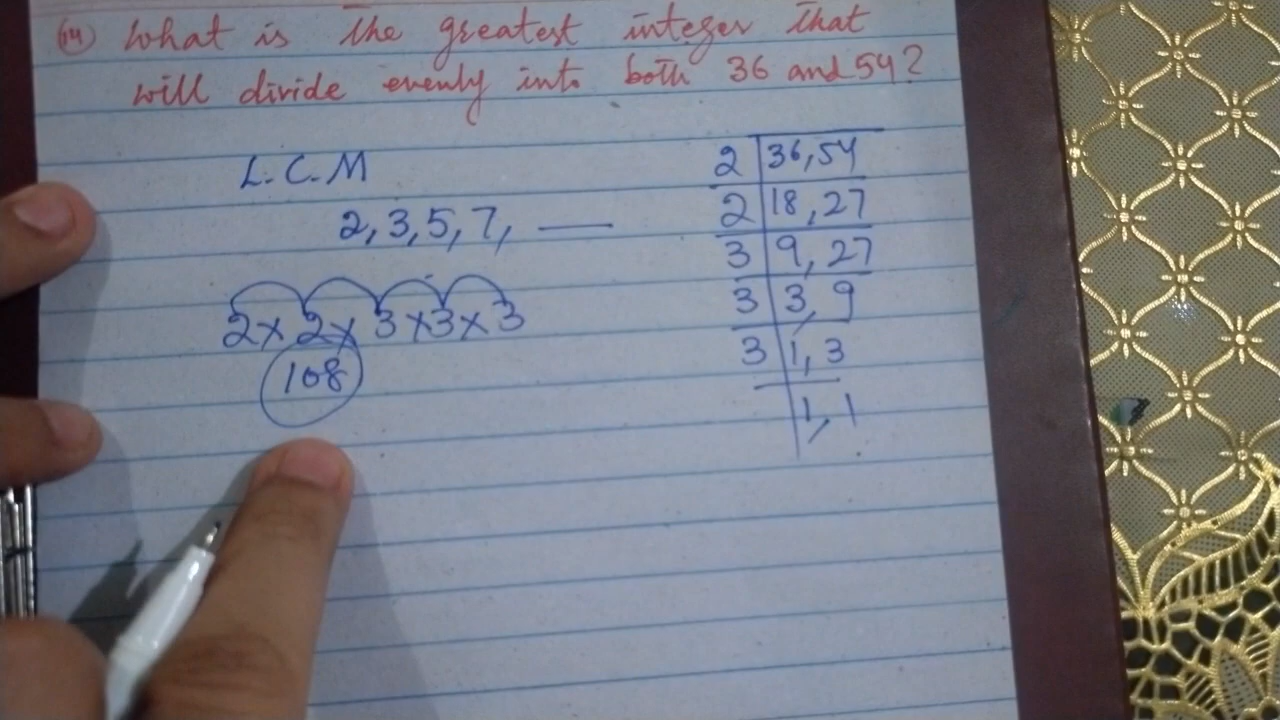 (14) What is the greatest integer that
will divide evenly into both 36 and 54?
L.C.M
2, 3, 5, 7, —
2 x 2 x 3 x 3 x 3
108
2 | 36, 54
2 | 18, 27
3 | 9, 27
3 | 3, 9
3 | 1, 3
1, 1